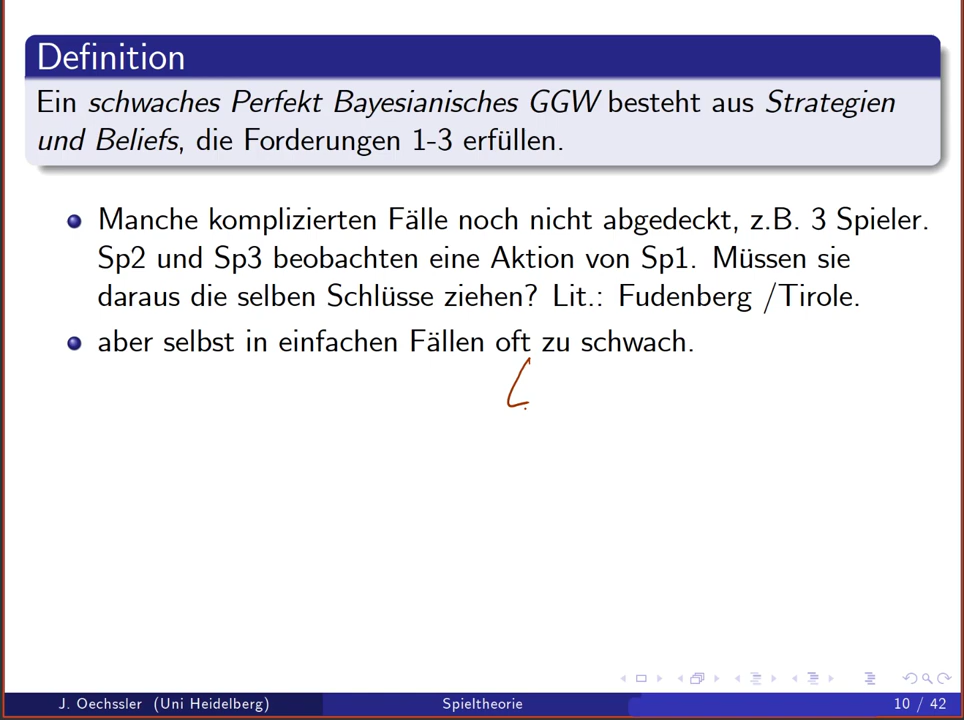 Definition
Ein schwaches Perfekt Bayesianisches GGW besteht aus Strategien
und Beliefs, die Forderungen 1-3 erfüllen.
Manche komplizierten Fälle noch nicht abgedeckt, z.B. 3 Spieler.
Sp2 und Sp3 beobachten eine Aktion von Sp1. Müssen sie
daraus die selben Schlüsse ziehen? Lit.: Fudenberg /Tirole.
aber selbst in einfachen Fällen oft zu schwach.
J. Oechssler (Uni Heidelberg)
Spieltheorie
10 / 42